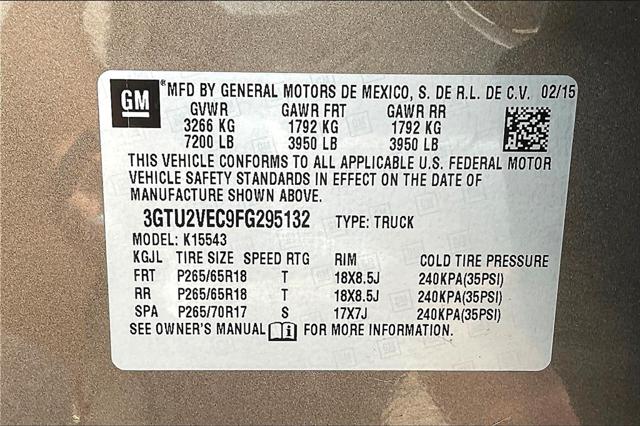 GM
®MFD BY GENERAL MOTORS DE MEXICO, S. DE R.L. DE C.V. 02/15
GVWR GAWR FRT GAWR RR
3266 KG 1792 KG 1792 KG
7200 LB 3950 LB 3950 LB
THIS VEHICLE CONFORMS TO ALL APPLICABLE U.S. FEDERAL MOTOR
VEHICLE SAFETY STANDARDS IN EFFECT ON THE DATE OF
MANUFACTURE SHOWN ABOVE.
3GTU2VEC9FG295132 TYPE: TRUCK
MODEL: K15543
KGJL TIRE SIZE SPEED RTG RIM COLD TIRE PRESSURE
FRT P265/65R18 T 18X8.5J 240KPA(35PSI)
RR P265/65R18 T 18X8.5J 240KPA(35PSI)
SPA P265/70R17 S 17X7J 240KPA(35PSI)
SEE OWNER'S MANUAL FOR MORE INFORMATION.